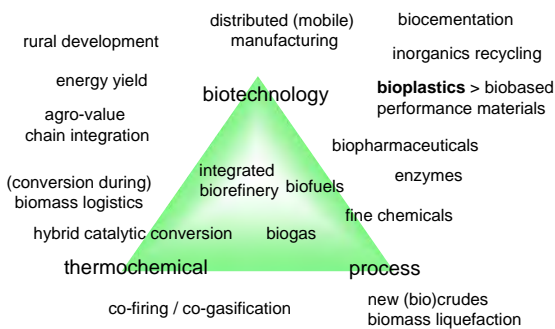 distributed (mobile)
manufacturing
biocementation
rural development
inorganics recycling
energy yield
bioplastics > biobased
performance materials
biotechnology
agro-value
chain integration
biopharmaceuticals
integrated
biorefinery
biofuels
enzymes
(conversion during)
biomass logistics
fine chemicals
hybrid catalytic conversion
biogas
thermochemical
process
co-firing / co-gasification
new (bio)crudes
biomass liquefaction